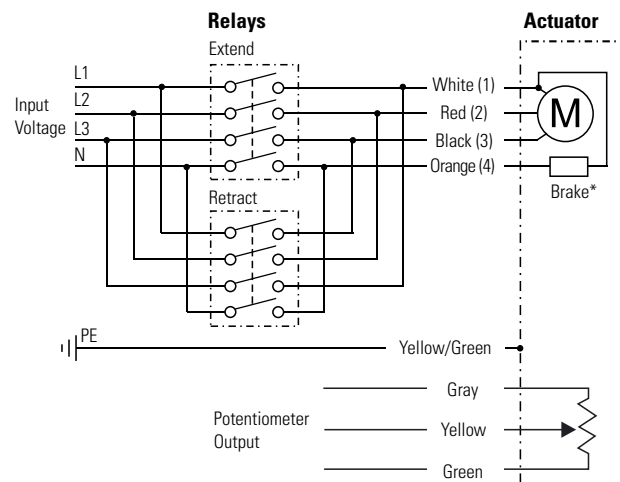 Relays
Actuator
Extend
L1
White (1)
Input
Voltage
L2
Red (2)
M
L3
Black (3)
N
Orange (4)
Brake*
Retract
PE
Yellow/Green
Gray
Potentiometer
Output
Yellow
Green